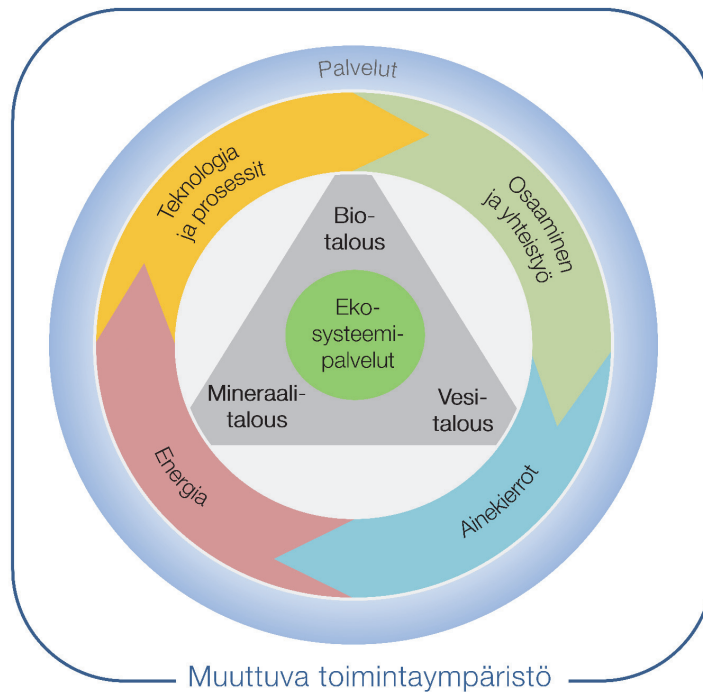 Palvelut
Teknologia
ja prosessit
Osaaminen
ja yhteistyö
Bio-
talous
Eko-
systeemi-
palvelut
Mineraali-
talous
Vesi-
talous
Energia
Ainekierrot
Muuttuva toimintaympäristö